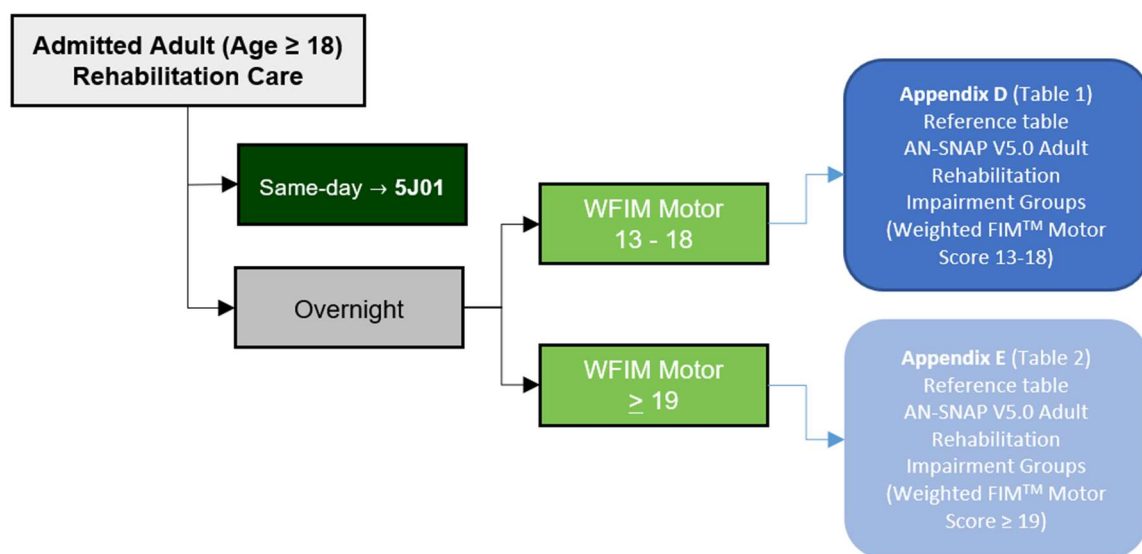 Admitted Adult (Age ≥ 18)
Rehabilitation Care
Same-day → 5J01
Overnight
WFIM Motor
13 - 18
WFIM Motor
≥ 19
Appendix D (Table 1)
Reference table
AN-SNAP V5.0 Adult
Rehabilitation
Impairment Groups
(Weighted FIM™ Motor
Score 13-18)
Appendix E (Table 2)
Reference table
AN-SNAP V5.0 Adult
Rehabilitation
Impairment Groups
(Weighted FIM™ Motor
Score ≥ 19)